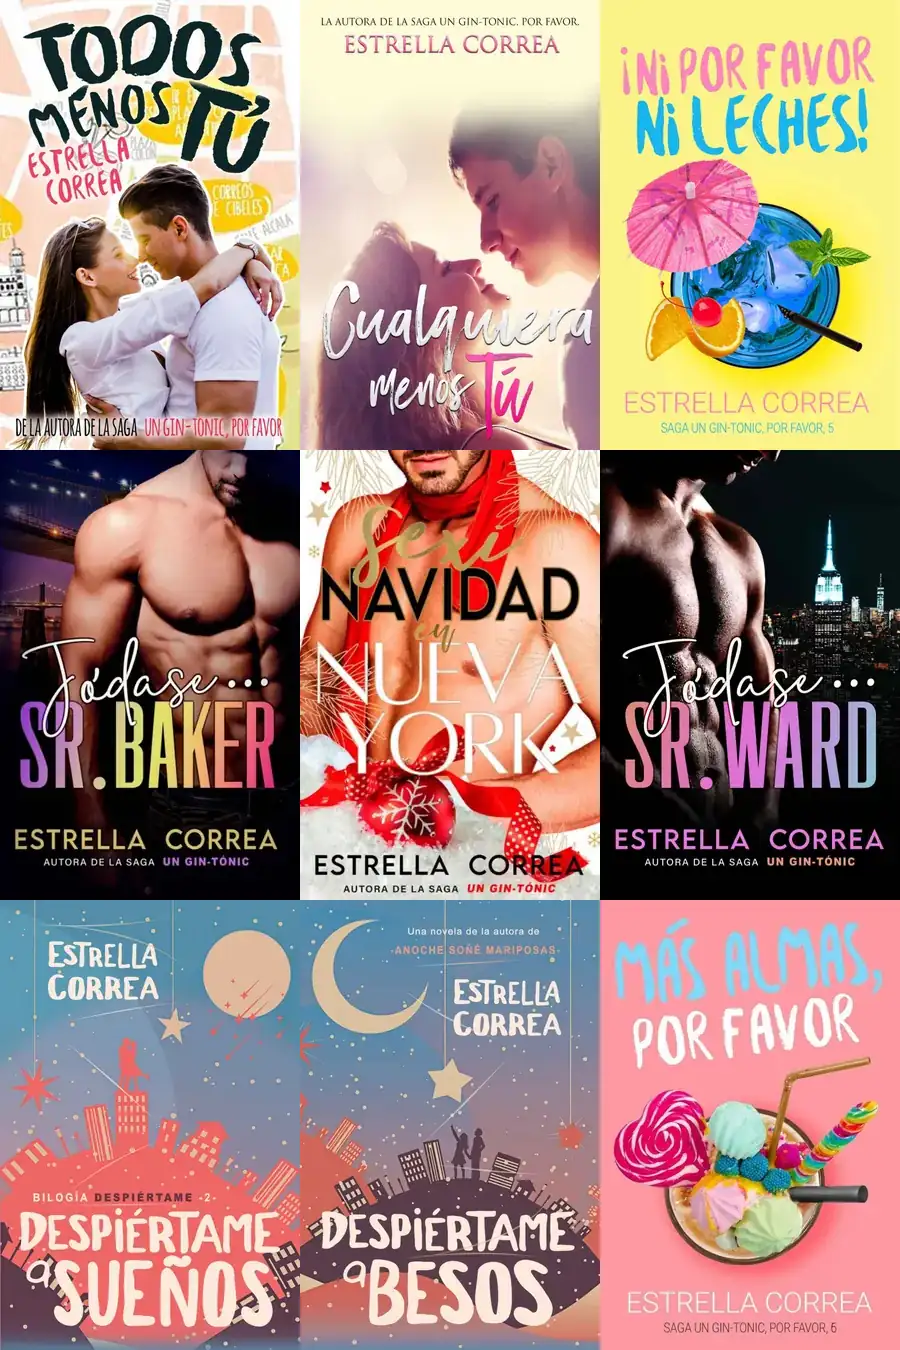 TODOS
MENOS TÚ
ESTRELLA
CORREA
CORREOS
DE CIBELES
DE LA AUTORA DE LA SAGA UN GIN-TONIC, POR FAVOR
LA AUTORA DE LA SAGA UN GIN-TONIC, POR FAVOR.
ESTRELLA CORREA
Cualquiera
menos Tú
¡NI POR FAVOR
NI LECHES!
ESTRELLA CORREA
SAGA UN GIN-TONIC, POR FAVOR, 5
Jódase...
SR. BAKER
ESTRELLA CORREA
AUTORA DE LA SAGA UN GIN-TÓNIC
Sexi
NAVIDAD
en
NUEVA
YORK
ESTRELLA CORREA
AUTORA DE LA SAGA UN GIN-TÓNIC
Jódase...
SR. WARD
ESTRELLA CORREA
AUTORA DE LA SAGA UN GIN-TÓNIC
ESTRELLA
CORREA
BILOGÍA DESPIÉRTAME -2-
DESPIÉRTAME
a SUEÑOS
Una novela de la autora de
-ANOCHE SOÑÉ MARIPOSAS-
ESTRELLA
CORREA
DESPIÉRTAME
a BESOS
MÁS ALMAS,
POR FAVOR
ESTRELLA CORREA
SAGA UN GIN-TONIC, POR FAVOR, 6